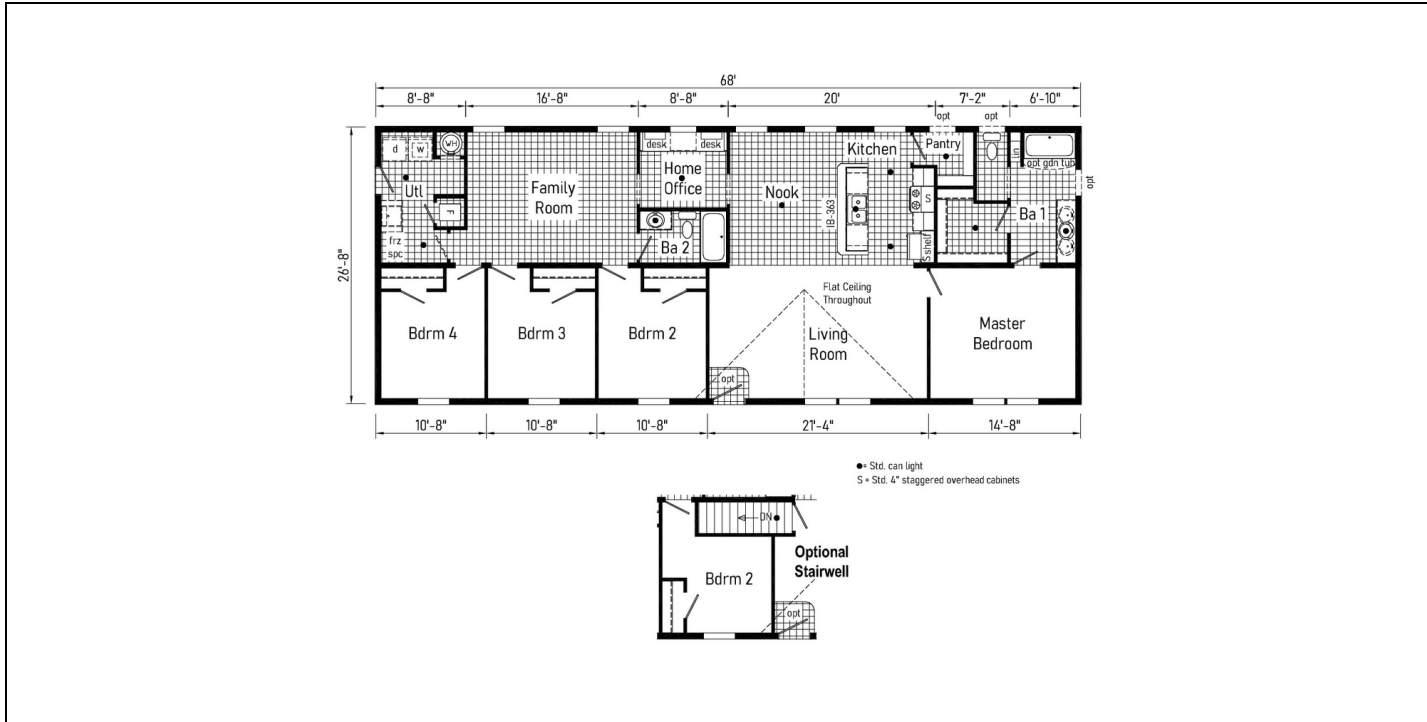 68'
8'-8"
16'-8"
8'-8"
20'
7'-2"
6'-10"
opt
opt
26'-8"
d
w
WH
desk
desk
Kitchen
Pantry
Lin
opt gdn tub
opt
Utl
Family
Room
Home
Office
Nook
IB-363
S
F
Ba 2
Ba 1
frz
spc
S shelf
Flat Ceiling
Throughout
Bdrm 4
Bdrm 3
Bdrm 2
Living
Room
Master
Bedroom
opt
10'-8"
10'-8"
10'-8"
21'-4"
14'-8"
●= Std. can light
S = Std. 4" staggered overhead cabinets
DN
Optional
Stairwell
Bdrm 2
opt